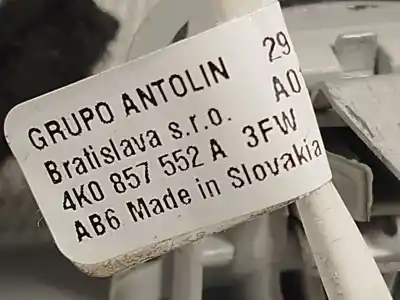 GRUPO ANTOLIN 29
Bratislava s.r.o. A0
4K0 857 552 A 3FW
AB6 Made in Slovakia